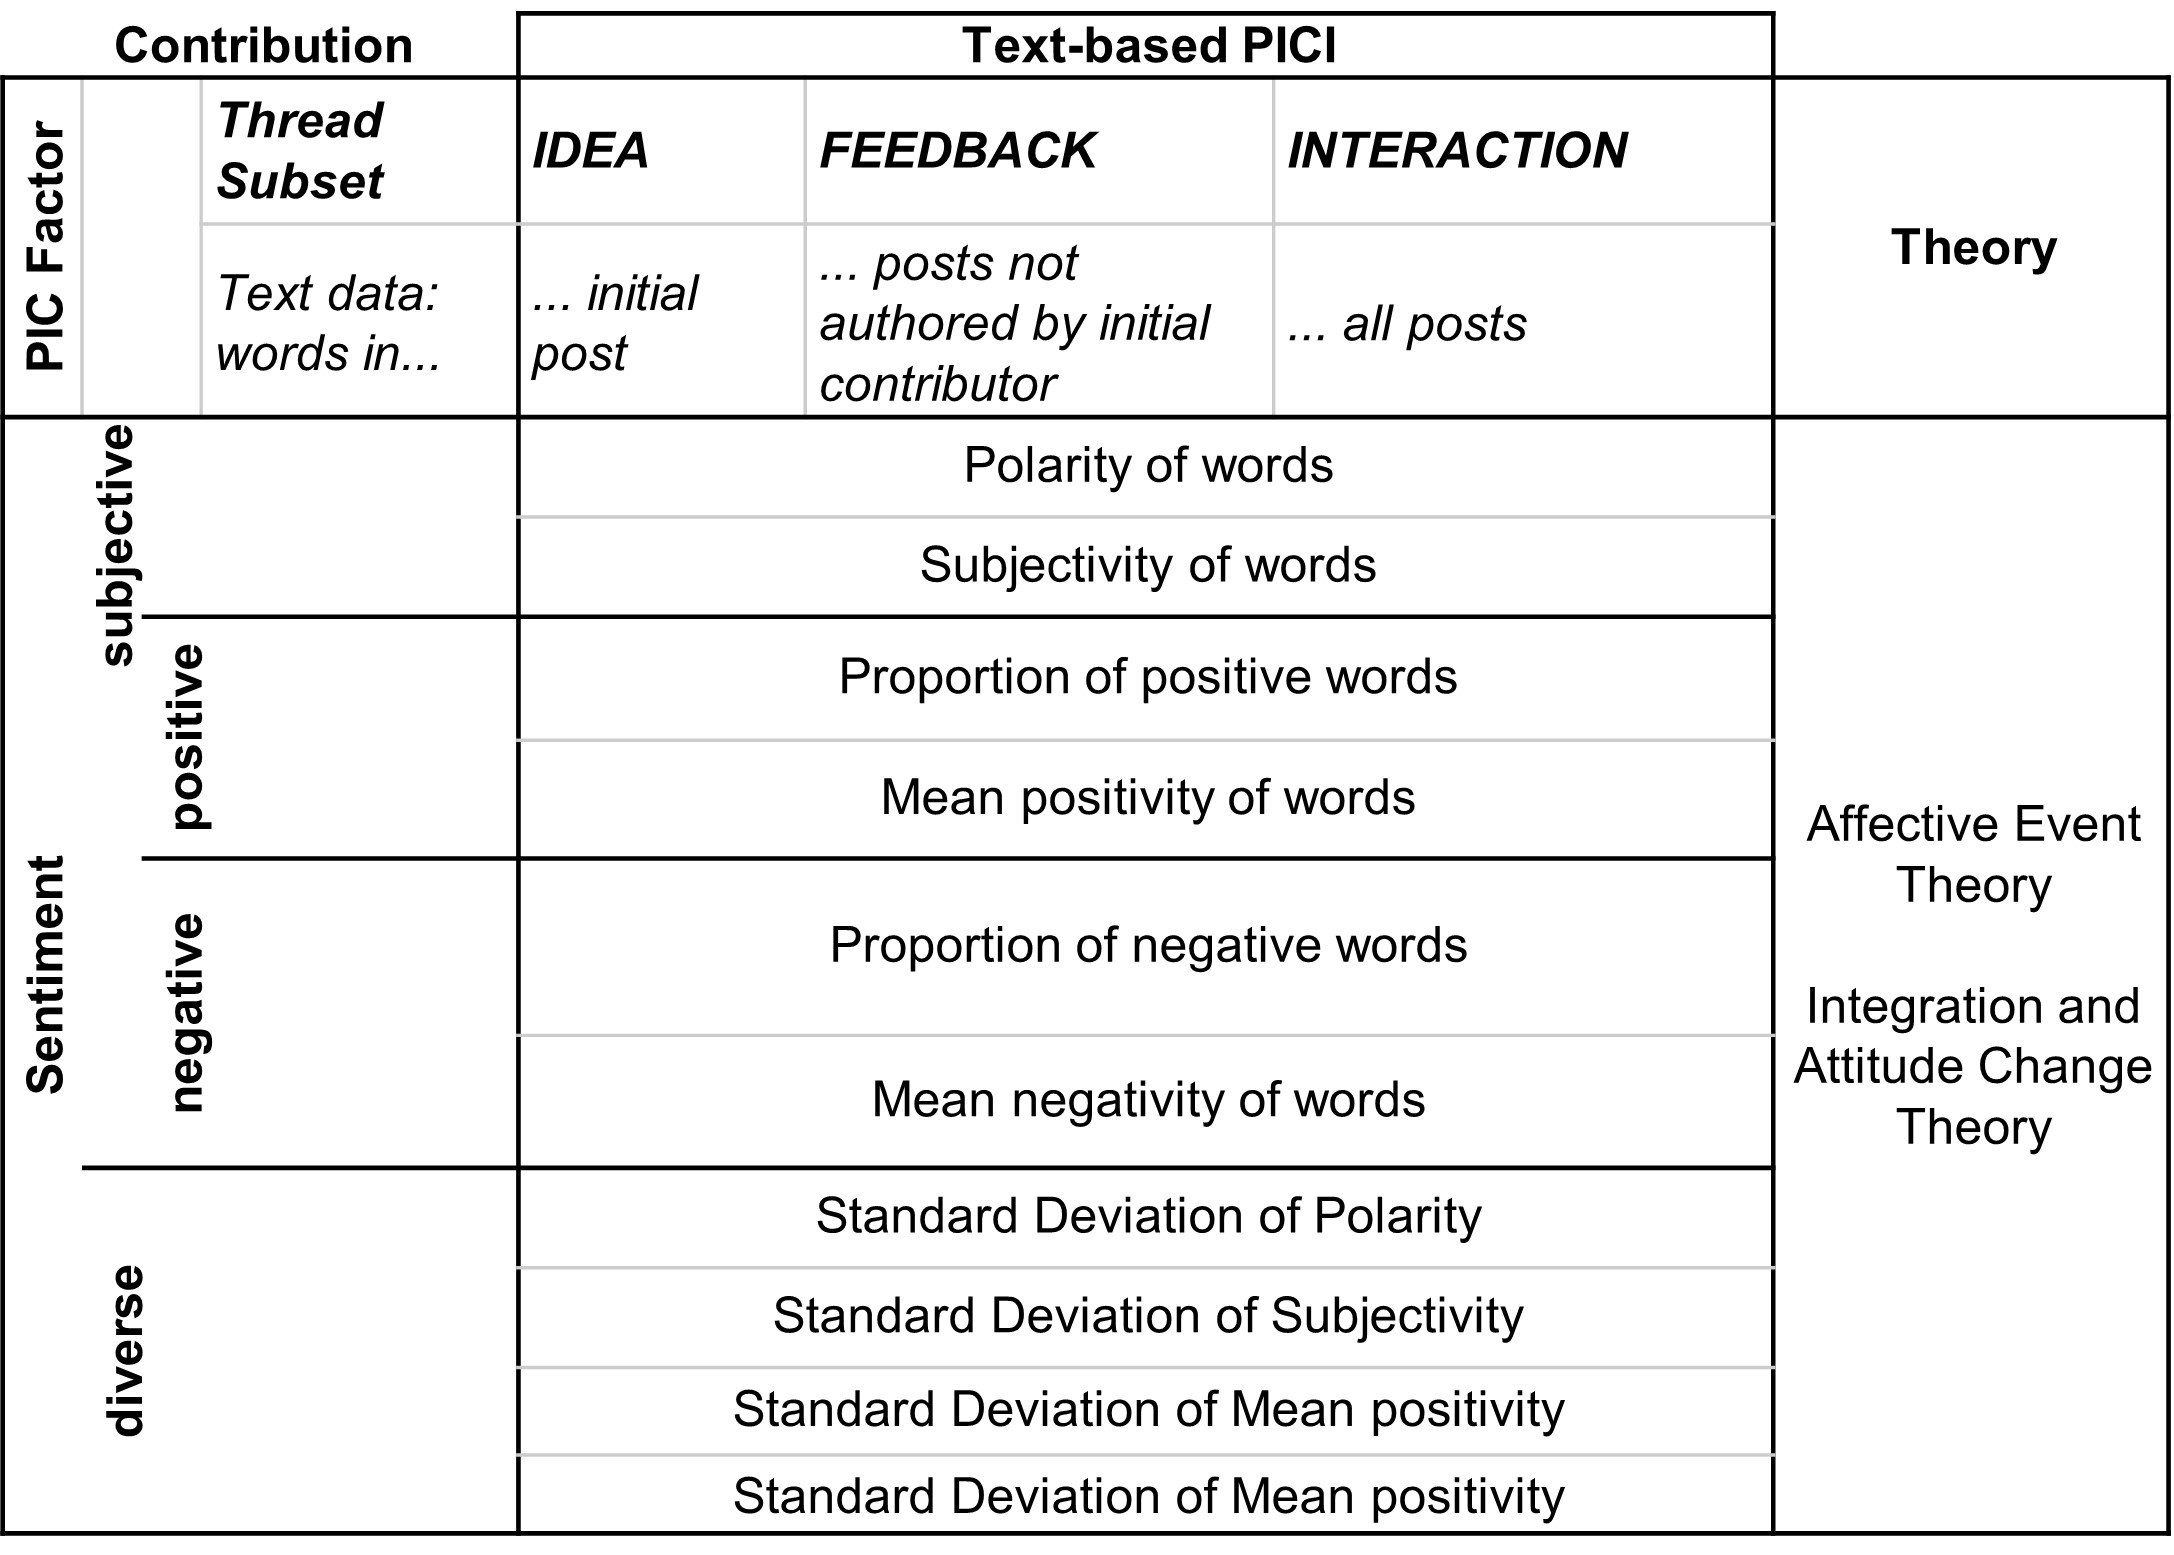 Contribution
Text-based PICI
PIC Factor
Thread
Subset
IDEA
FEEDBACK
INTERACTION
Theory
Text data:
words in...
... initial
post
... posts not
authored by initial
contributor
... all posts
Sentiment
subjective
Polarity of words
Subjectivity of words
positive
Proportion of positive words
Mean positivity of words
negative
Proportion of negative words
Mean negativity of words
diverse
Standard Deviation of Polarity
Standard Deviation of Subjectivity
Standard Deviation of Mean positivity
Standard Deviation of Mean positivity
Affective Event
Theory
Integration and
Attitude Change
Theory